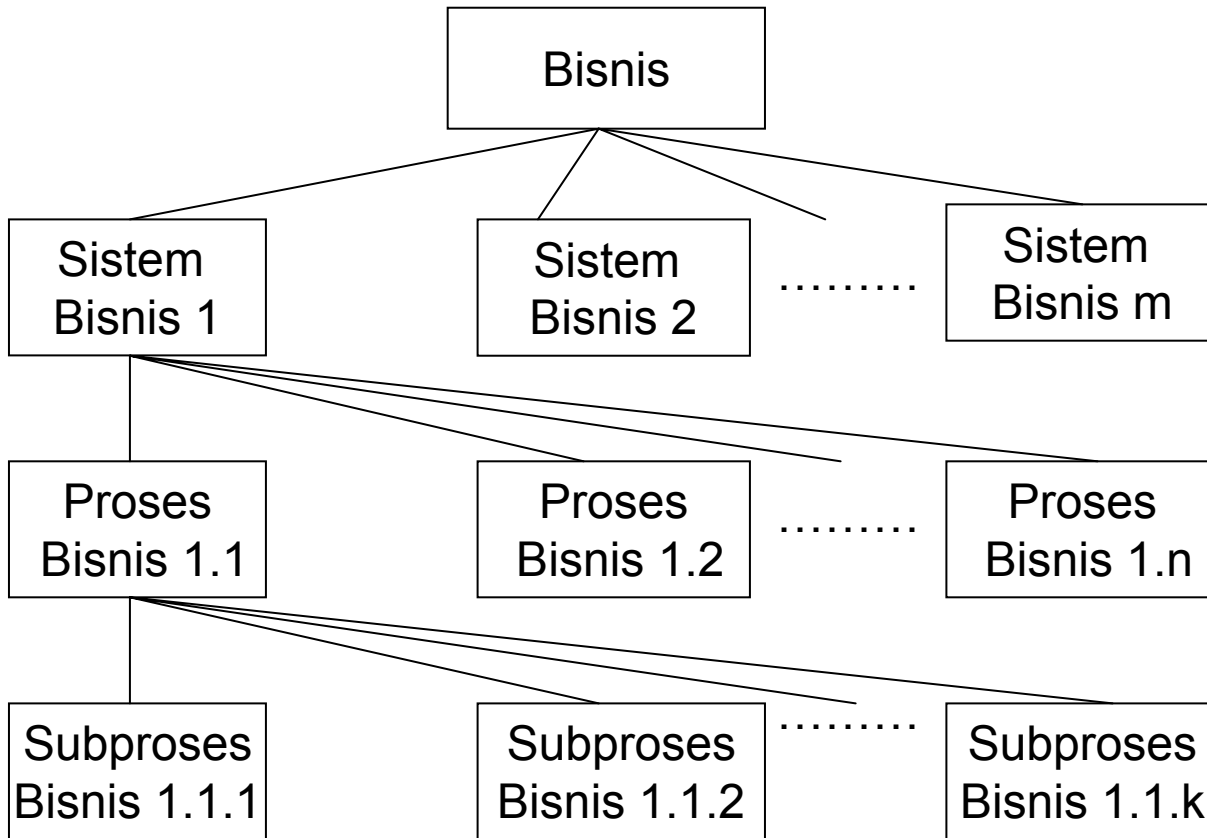 Bisnis
Sistem
Bisnis 1
Sistem
Bisnis 2
.........
Sistem
Bisnis m
Proses
Bisnis 1.1
Proses
Bisnis 1.2
.........
Proses
Bisnis 1.n
Subproses
Bisnis 1.1.1
Subproses
Bisnis 1.1.2
.........
Subproses
Bisnis 1.1.k